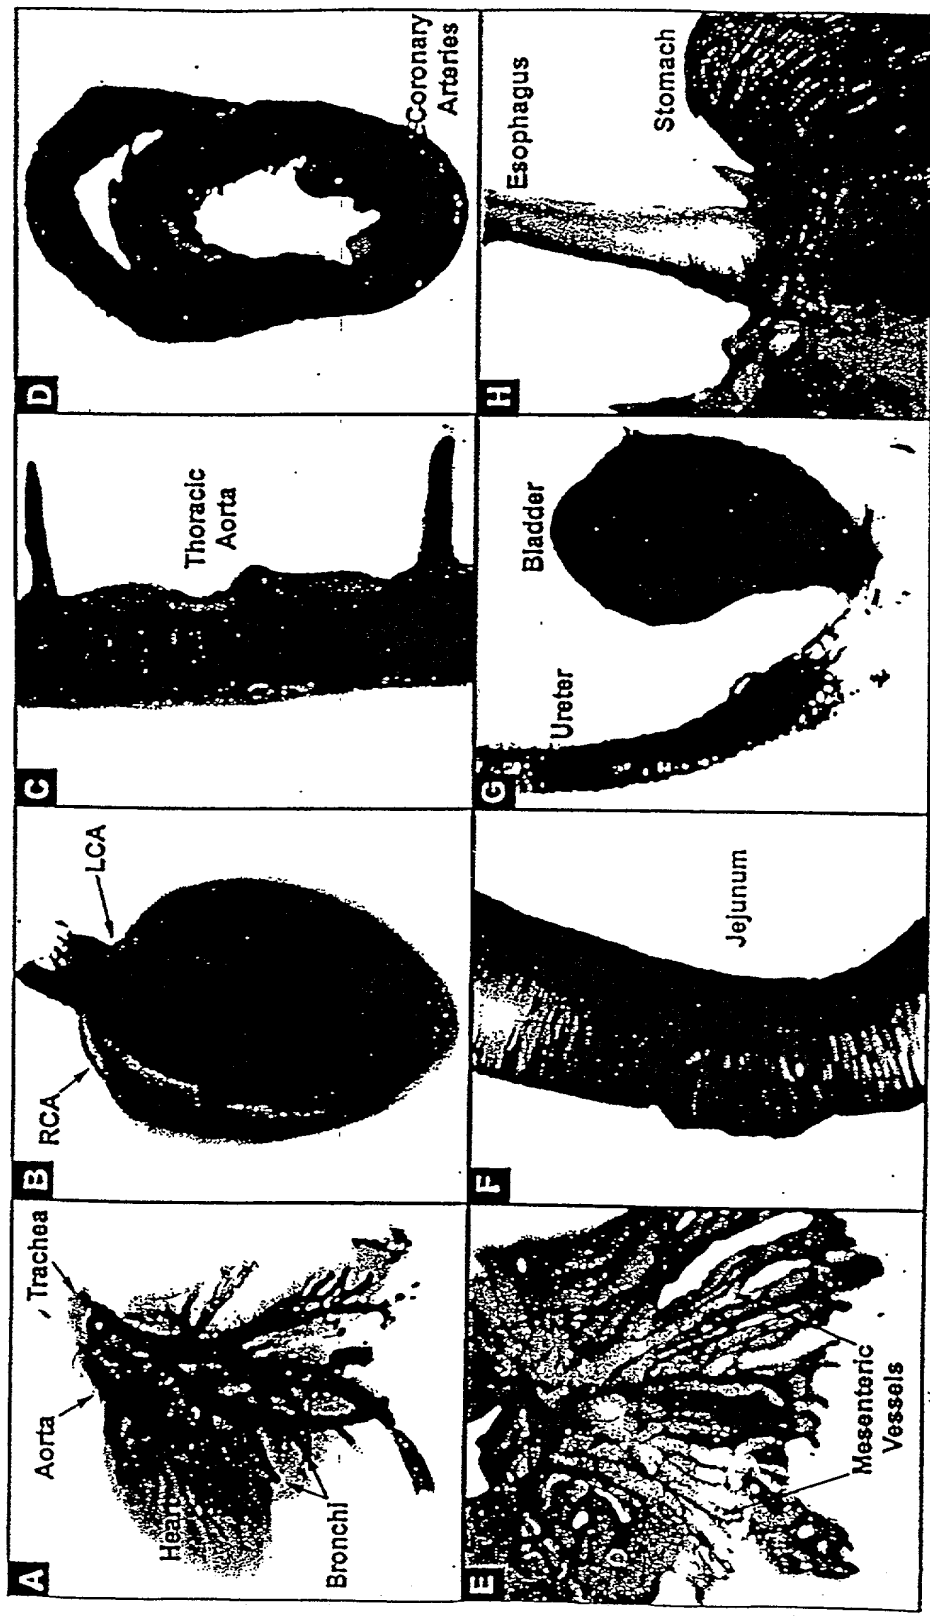 A
Aorta
Trachea
Heart
Bronchi
B
RCA
LCA
C
Thoracic
Aorta
D
Coronary
Arteries
E
Mesenteric
Vessels
F
Jejunum
G
Ureter
Bladder
H
Esophagus
Stomach